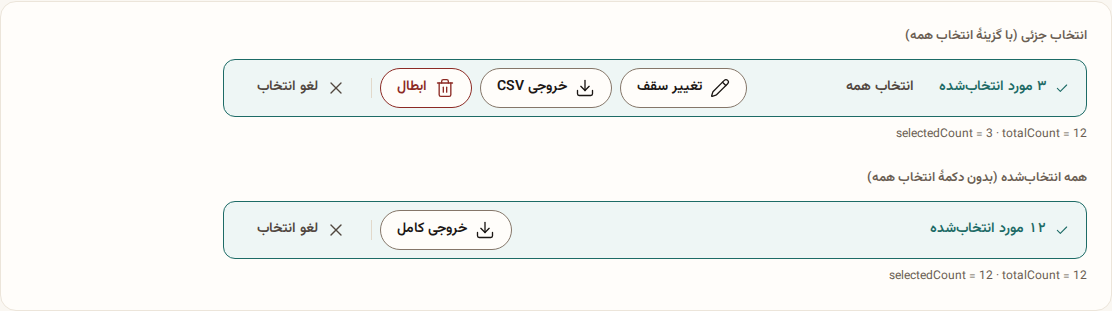 انتخاب جزئی (با گزینهٔ انتخاب همه)
۳ مورد انتخاب‌شده انتخاب همه تغییر سقف خروجی CSV ابطال لغو انتخاب
selectedCount = 3 · totalCount = 12
همه انتخاب‌شده (بدون دکمهٔ انتخاب همه)
۱۲ مورد انتخاب‌شده خروجی کامل لغو انتخاب
selectedCount = 12 · totalCount = 12